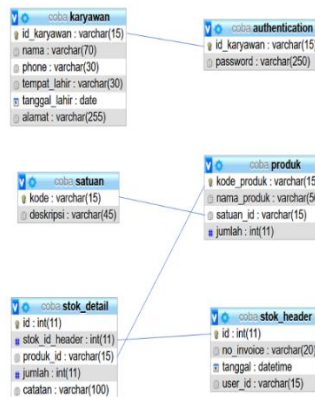 coba karyawan
id_karyawan : varchar(15)
nama : varchar(70)
phone : varchar(30)
tempat_lahir : varchar(30)
tanggal_lahir : date
alamat : varchar(255)
coba authentication
id_karyawan : varchar(15)
password : varchar(250)
coba satuan
kode : varchar(15)
deskripsi : varchar(45)
coba produk
kode_produk : varchar(15
nama_produk : varchar(50
satuan_id : varchar(15)
jumlah : int(11)
coba stok_detail
id : int(11)
stok_id_header : int(11)
produk_id : varchar(15)
jumlah : int(11)
catatan : varchar(100)
coba stok_header
id : int(11)
no_invoice : varchar(20)
tanggal : datetime
user_id : varchar(15)